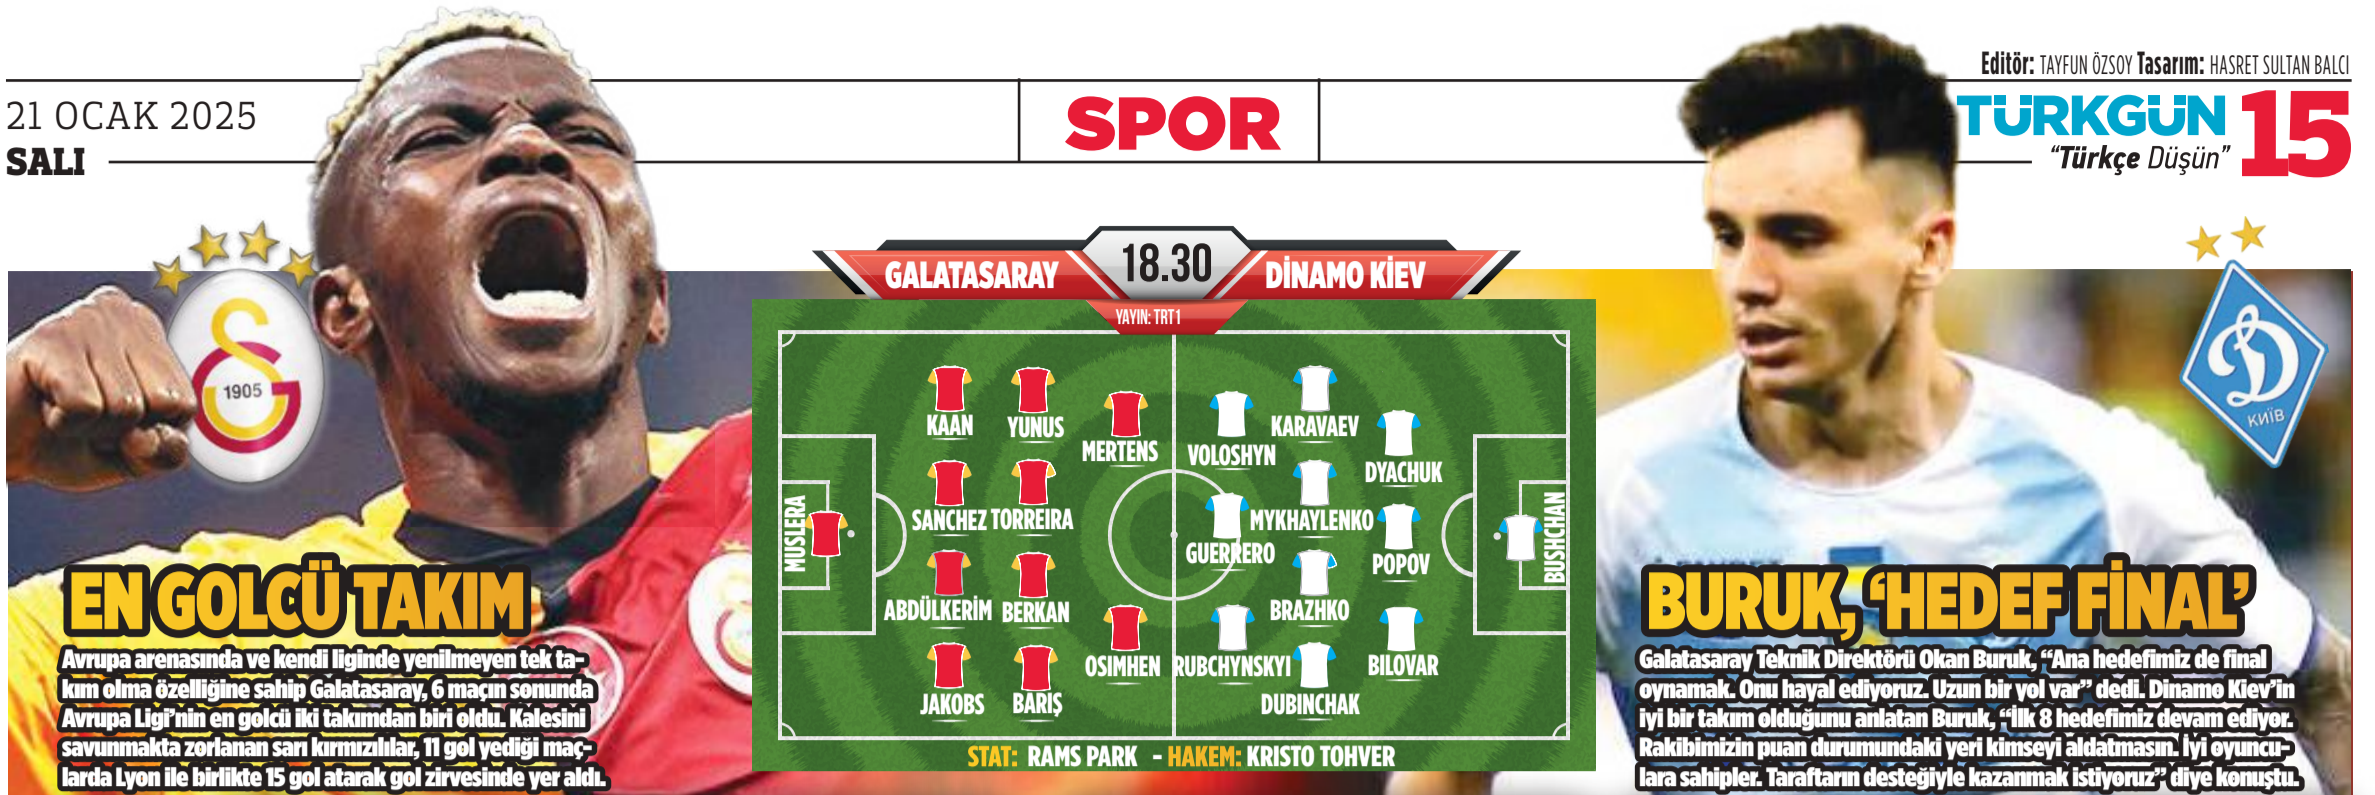 Editör: TAYFUN ÖZSOY Tasarım: HASRET SULTAN BALCI
21 OCAK 2025
SALI
SPOR
TÜRKGÜN
"Türkçe Düşün"
15
1905
КИЇВ
GALATASARAY
18.30
DİNAMO KİEV
YAYIN: TRT1
MUSLERA
KAAN
SANCHEZ
ABDÜLKERİM
JAKOBS
YUNUS
TORREIRA
BERKAN
BARIŞ
MERTENS
OSIMHEN
VOLOSHYN
GUERRERO
RUBCHYNSKYI
KARAVAEV
MYKHAYLENKO
BRAZHKO
DUBINCHAK
DYACHUK
POPOV
BILOVAR
BUSHCHAN
STAT: RAMS PARK - HAKEM: KRISTO TOHVER
EN GOLCÜ TAKIM
Avrupa arenasında ve kendi liginde yenilmeyen tek ta-
kım olma özelliğine sahip Galatasaray, 6 maçın sonunda
Avrupa Ligi'nin en golcü iki takımdan biri oldu. Kalesini
savunmakta zorlanan sarı kırmızılılar, 11 gol yediği maç-
larda Lyon ile birlikte 15 gol atarak gol zirvesinde yer aldı.
BURUK, 'HEDEF FİNAL'
Galatasaray Teknik Direktörü Okan Buruk, "Ana hedefimiz de final
oynamak. Onu hayal ediyoruz. Uzun bir yol var" dedi. Dinamo Kiev'in
iyi bir takım olduğunu anlatan Buruk, "İlk 8 hedefimiz devam ediyor.
Rakibimizin puan durumundaki yeri kimseyi aldatmasın. İyi oyuncu-
lara sahipler. Taraftarın desteğiyle kazanmak istiyoruz" diye konuştu.